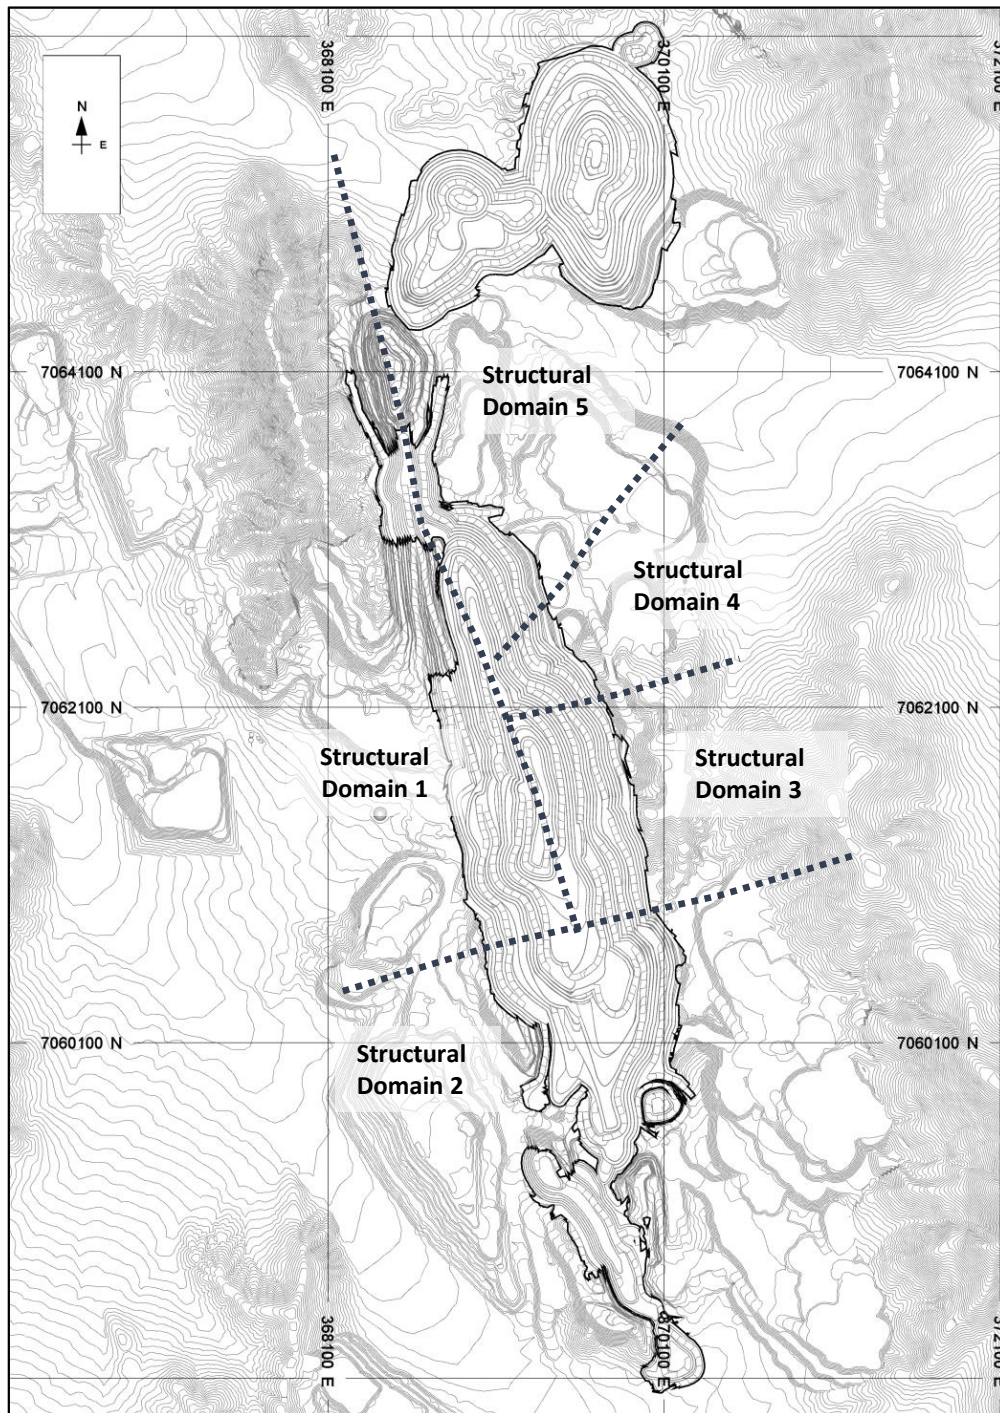 368100 E
370100 E
372100 E
N
E
7064100 N
7064100 N
Structural
Domain 5
Structural
Domain 4
7062100 N
7062100 N
Structural
Domain 1
Structural
Domain 3
7060100 N
7060100 N
Structural
Domain 2
368100 E
370100 E
372100 E